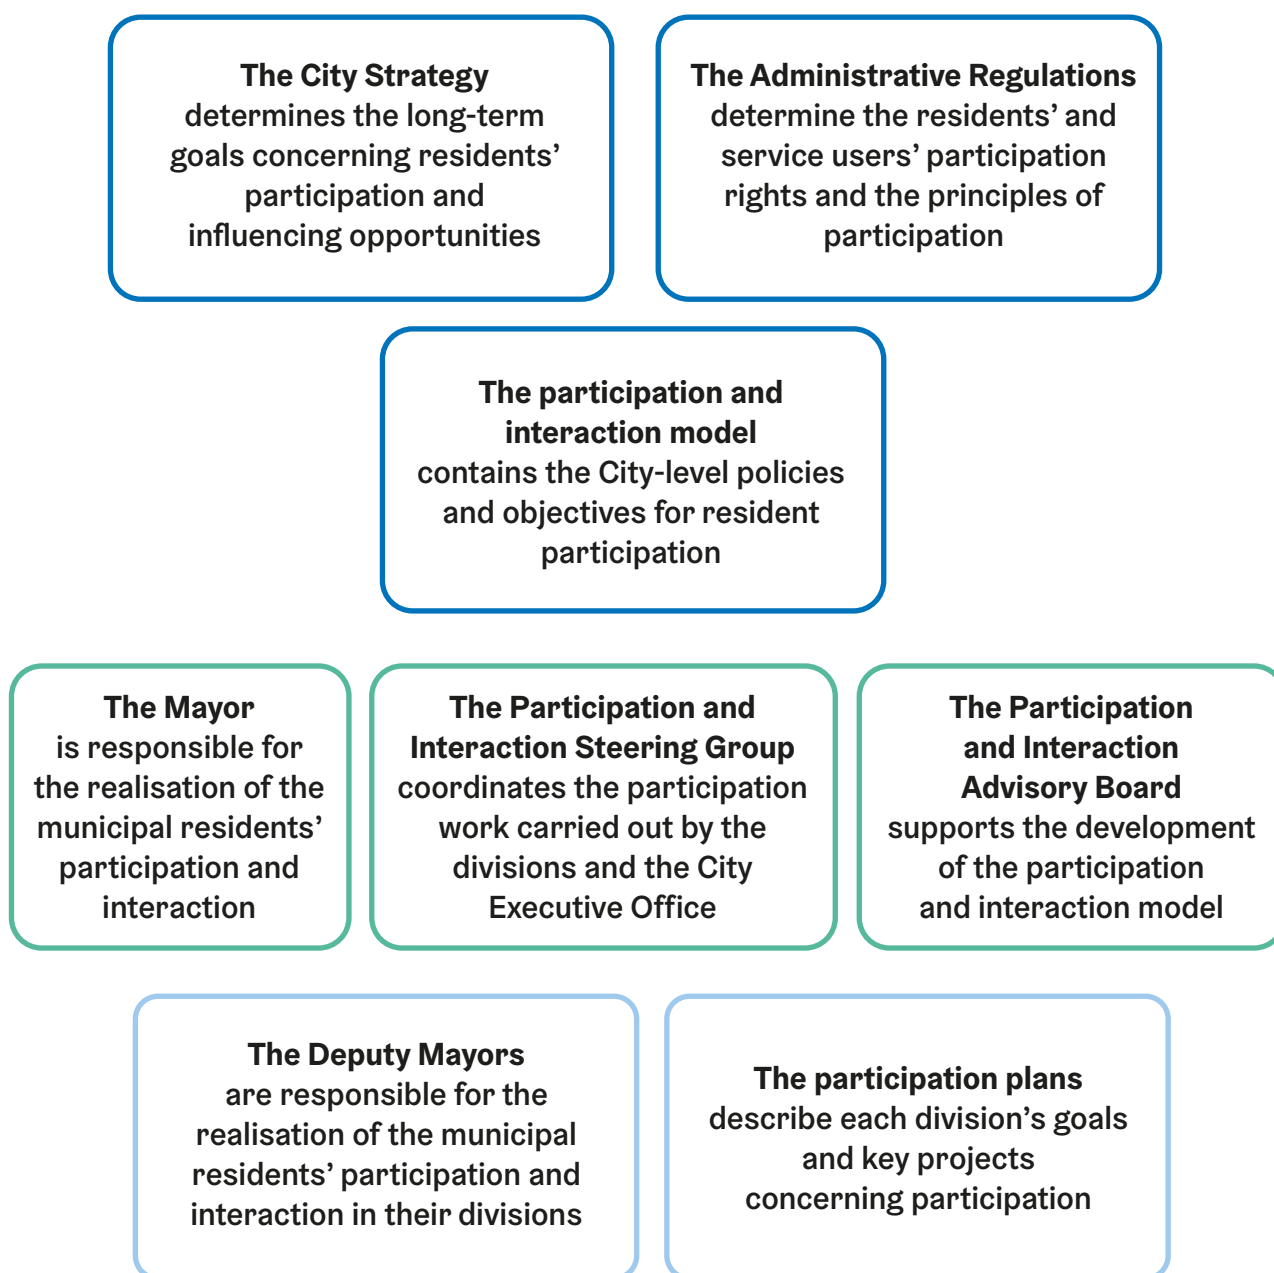 The City Strategy
determines the long-term
goals concerning residents’
participation and
influencing opportunities
The Administrative Regulations
determine the residents’ and
service users’ participation
rights and the principles of
participation
The participation and
interaction model
contains the City-level policies
and objectives for resident
participation
The Mayor
is responsible for
the realisation of the
municipal residents’
participation and
interaction
The Participation and
Interaction Steering Group
coordinates the participation
work carried out by the
divisions and the City
Executive Office
The Participation
and Interaction
Advisory Board
supports the development
of the participation
and interaction model
The Deputy Mayors
are responsible for the
realisation of the municipal
residents’ participation and
interaction in their divisions
The participation plans
describe each division’s goals
and key projects
concerning participation